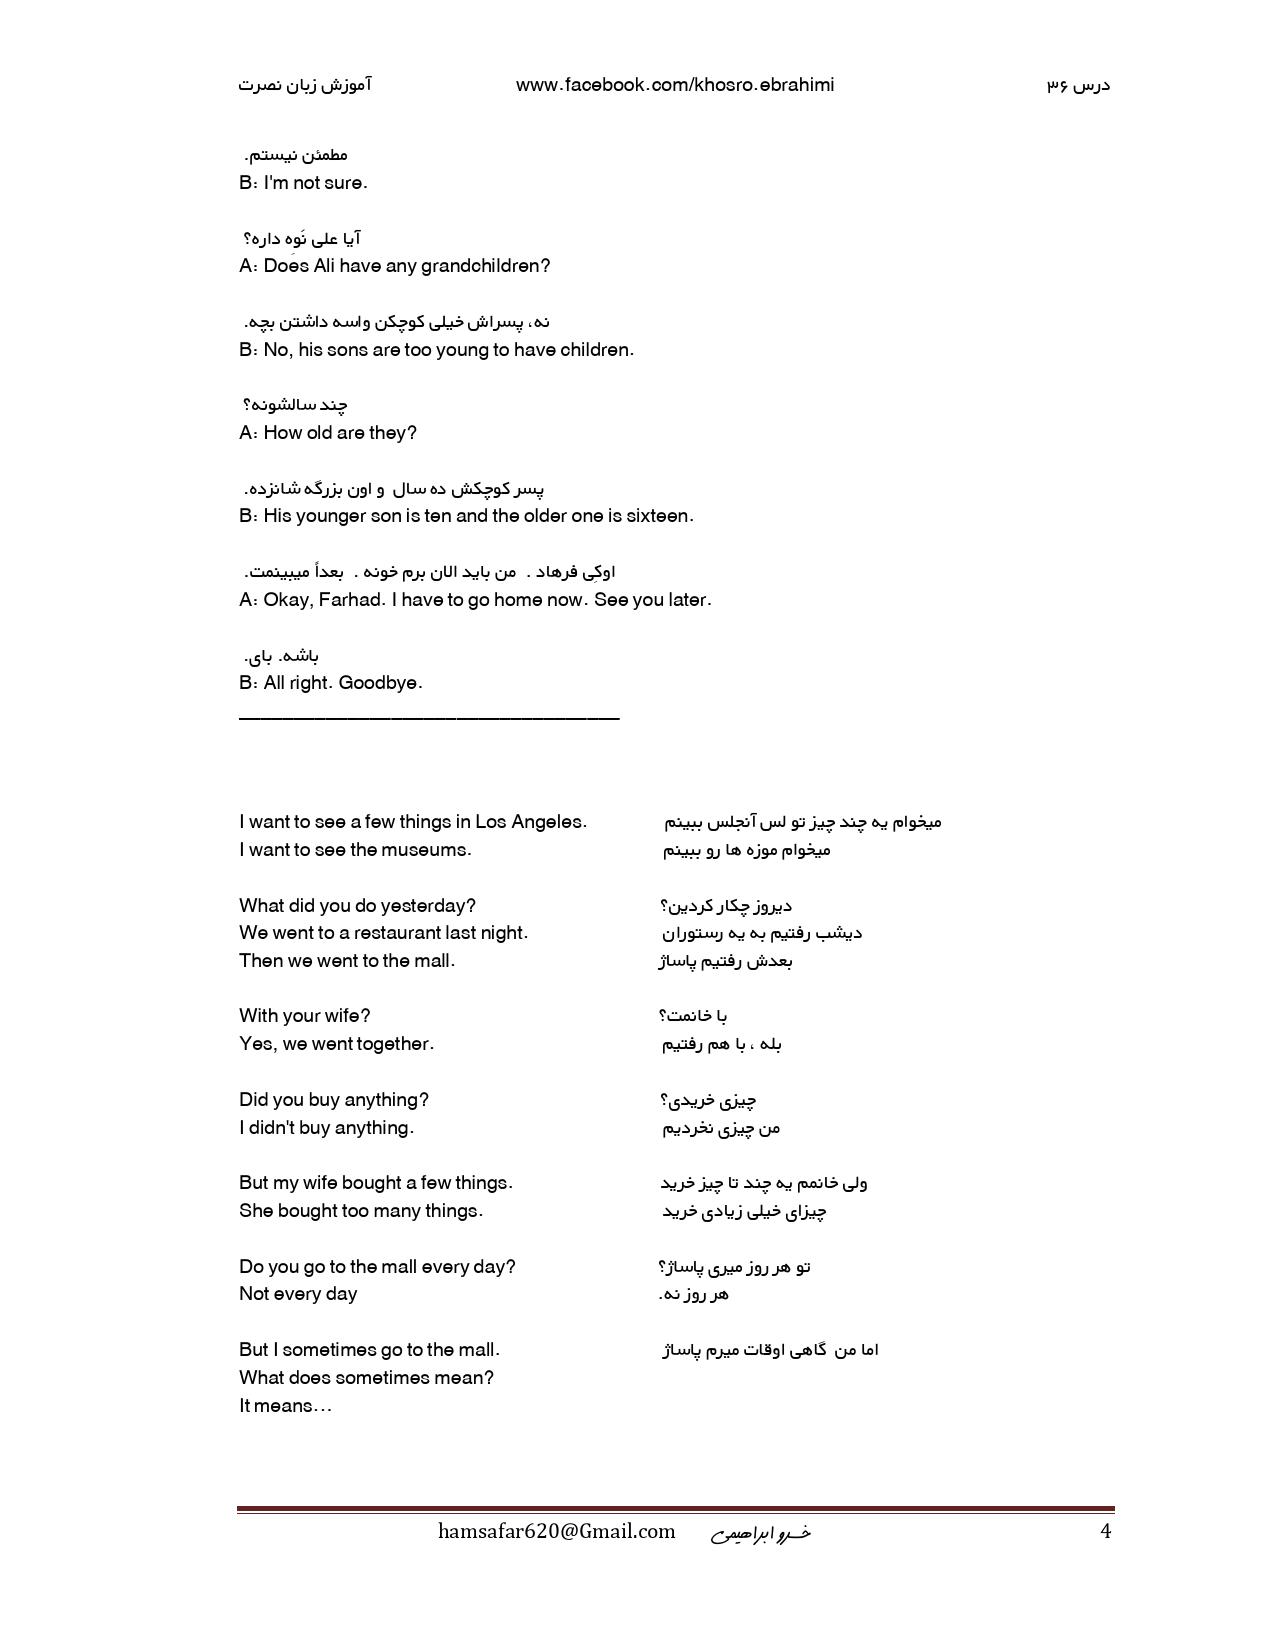 آموزش زبان نصرت www.facebook.com/khosro.ebrahimi درس ۳۶
مطمئن نیستم.
B: I'm not sure.
آیا علی نَوِه داره؟
A: Does Ali have any grandchildren?
نه، پسراش خیلی کوچکن واسه داشتن بچه.
B: No, his sons are too young to have children.
چند سالشونه؟
A: How old are they?
پسر کوچکش ده سال و اون بزرگه شانزده.
B: His younger son is ten and the older one is sixteen.
اوکِی فرهاد . من باید الان برم خونه . بعداً میبینمت.
A: Okay, Farhad. I have to go home now. See you later.
باشه. بای.
B: All right. Goodbye.
I want to see a few things in Los Angeles. میخوام یه چند چیز تو لس آنجلس ببینم
I want to see the museums. میخوام موزه ها رو ببینم
What did you do yesterday? دیروز چکار کردین؟
We went to a restaurant last night. دیشب رفتیم به یه رستوران
Then we went to the mall. بعدش رفتیم پاساژ
With your wife? با خانمت؟
Yes, we went together. بله ، با هم رفتیم
Did you buy anything? چیزی خریدی؟
I didn't buy anything. من چیزی نخردیم
But my wife bought a few things. ولی خانمم یه چند تا چیز خرید
She bought too many things. چیزای خیلی زیادی خرید
Do you go to the mall every day? تو هر روز میری پاساژ؟
Not every day هر روز نه.
But I sometimes go to the mall. اما من گاهی اوقات میرم پاساژ
What does sometimes mean?
It means…
hamsafar620@Gmail.com خسرو ابراهیمی 4